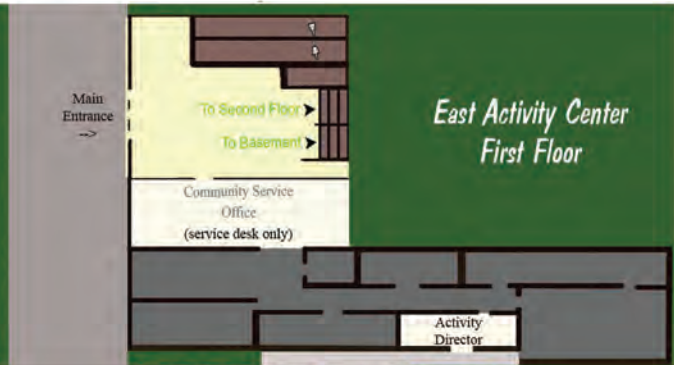 Main
Entrance
-->
To Second Floor
To Basement
East Activity Center
First Floor
Community Service
Office
(service desk only)
Activity
Director